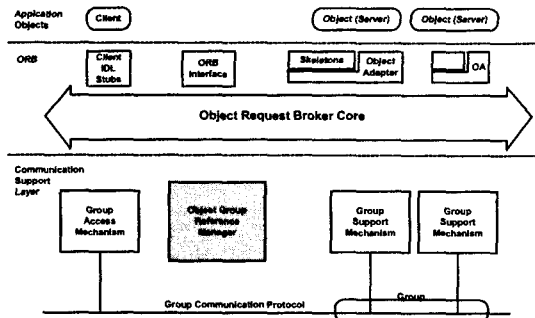 Application
Objects
Client
Object (Server)
Object (Server)
ORB
Client
IDL
Stubs
ORB
Interface
Skeletons
Object
Adapter
OA
Object Request Broker Core
Communication
Support
Layer
Group
Access
Mechanism
Object Group
Reference
Manager
Group
Support
Mechanism
Group
Support
Mechanism
Group Communication Protocol
Group